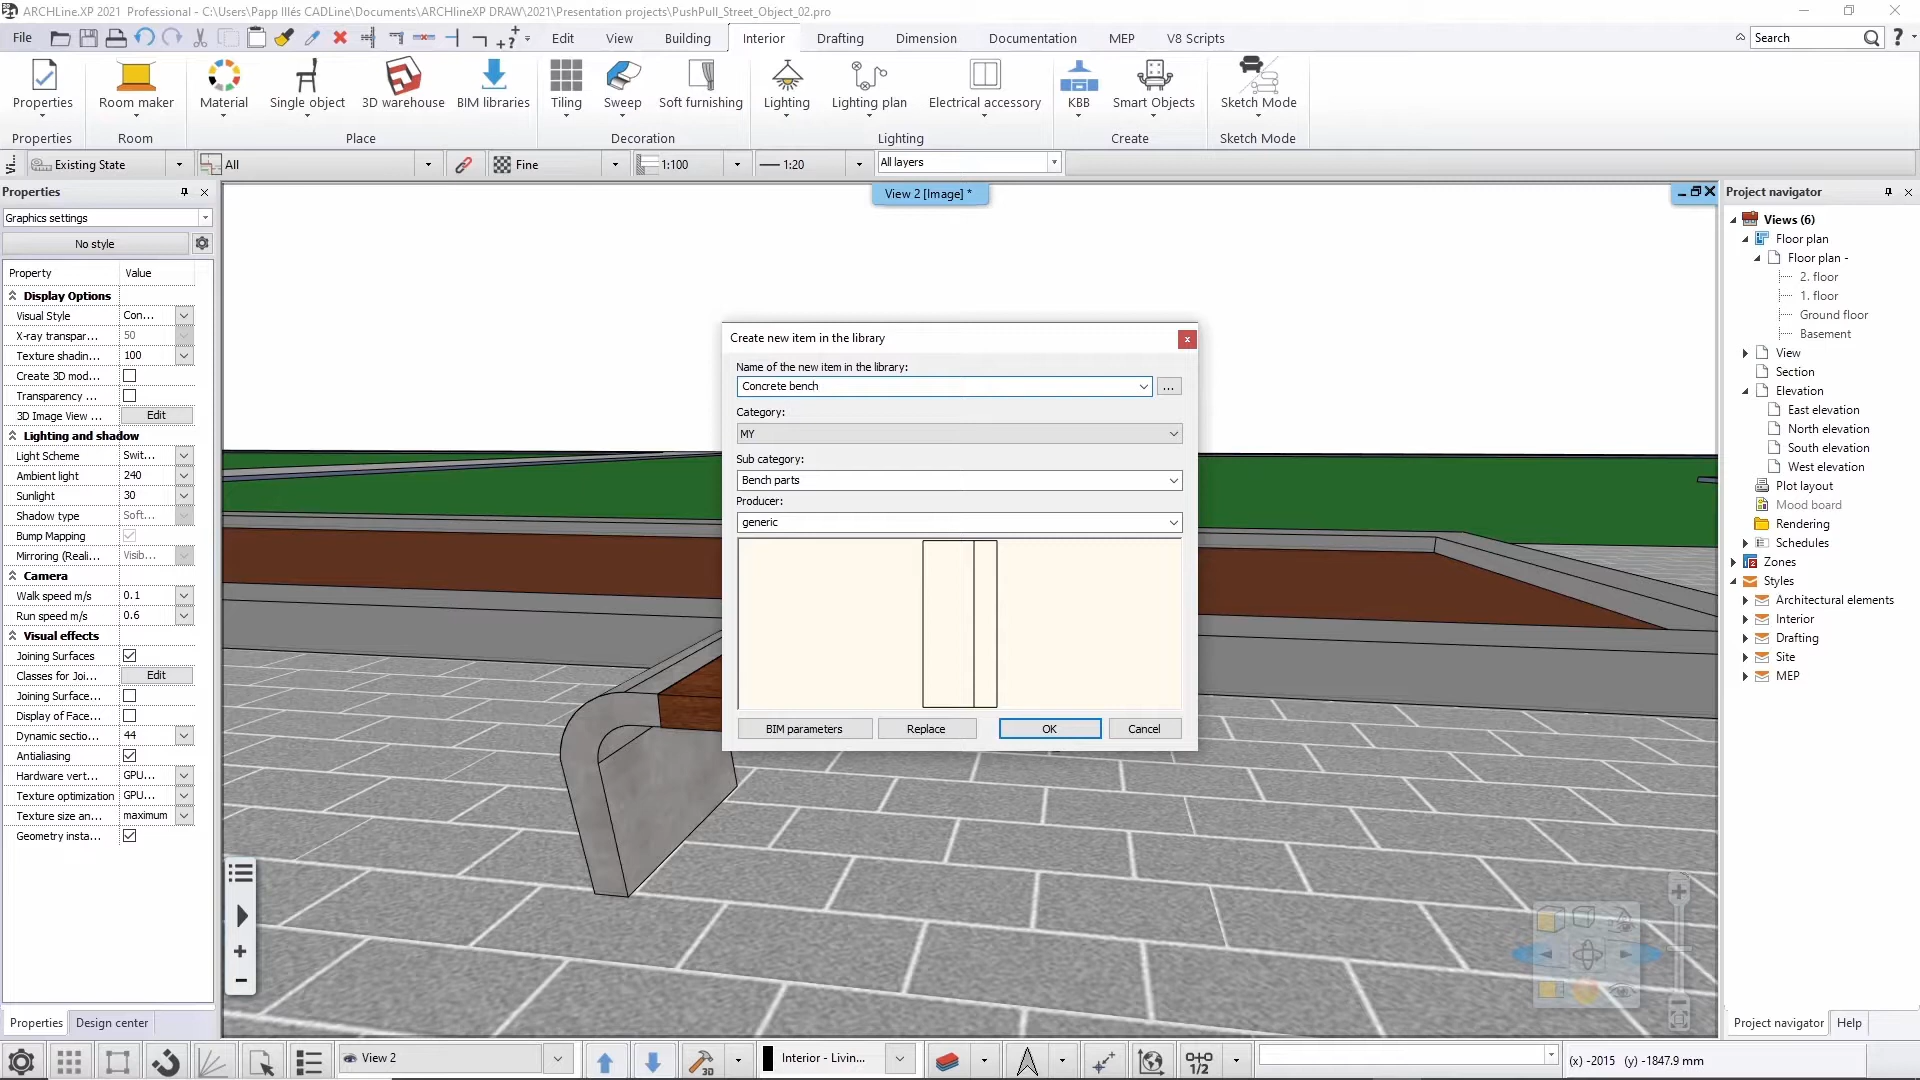 ARCHLine.XP 2021 Professional - C:\Users\Papp Illés CADLine\Documents\ARCHlineXP DRAW\2021\Presentation projects\PushPull_Street_Object_02.pro
File Edit View Building Interior Drafting Dimension Documentation MEP V8 Scripts Search ?
Properties Room maker Material Single object 3D warehouse BIM libraries Tiling Sweep Soft furnishing Lighting Lighting plan Electrical accessory KBB Smart Objects Sketch Mode
Properties Room Place Decoration Lighting Create Sketch Mode
Existing State All Fine 1:100 1:20 All layers
Properties
Graphics settings
No style
Property Value
Display Options
Visual Style Con...
X-ray transpar... 50
Texture shadin... 100
Create 3D mod...
Transparency ...
3D Image View ... Edit
Lighting and shadow
Light Scheme Swit...
Ambient light 240
Sunlight 30
Shadow type Soft...
Bump Mapping
Mirroring (Reali... Visib...
Camera
Walk speed m/s 0.1
Run speed m/s 0.6
Visual effects
Joining Surfaces
Classes for Joi... Edit
Joining Surface...
Display of Face...
Dynamic sectio... 44
Antialiasing
Hardware vert... GPU...
Texture optimization GPU...
Texture size an... maximum
Geometry insta...
Properties Design center
View 2 [Image] *
Create new item in the library
Name of the new item in the library:
Concrete bench
...
Category:
MY
Sub category:
Bench parts
Producer:
generic
BIM parameters Replace OK Cancel
Project navigator
Views (6)
Floor plan
Floor plan -
2. floor
1. floor
Ground floor
Basement
View
Section
Elevation
East elevation
North elevation
South elevation
West elevation
Plot layout
Mood board
Rendering
Schedules
Zones
Styles
Architectural elements
Interior
Drafting
Site
MEP
Project navigator Help
View 2 3D Interior - Livin... 1/2 (x) -2015 (y) -1847.9 mm